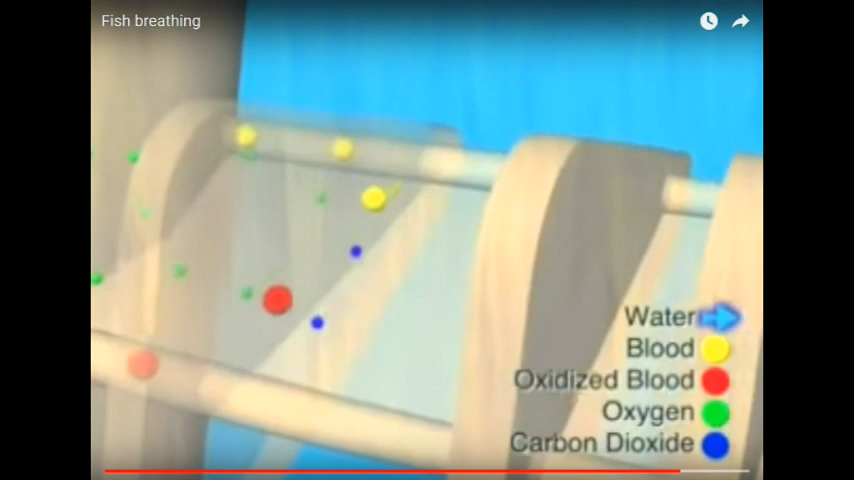 Fish breathing
Water
Blood
Oxidized Blood
Oxygen
Carbon Dioxide